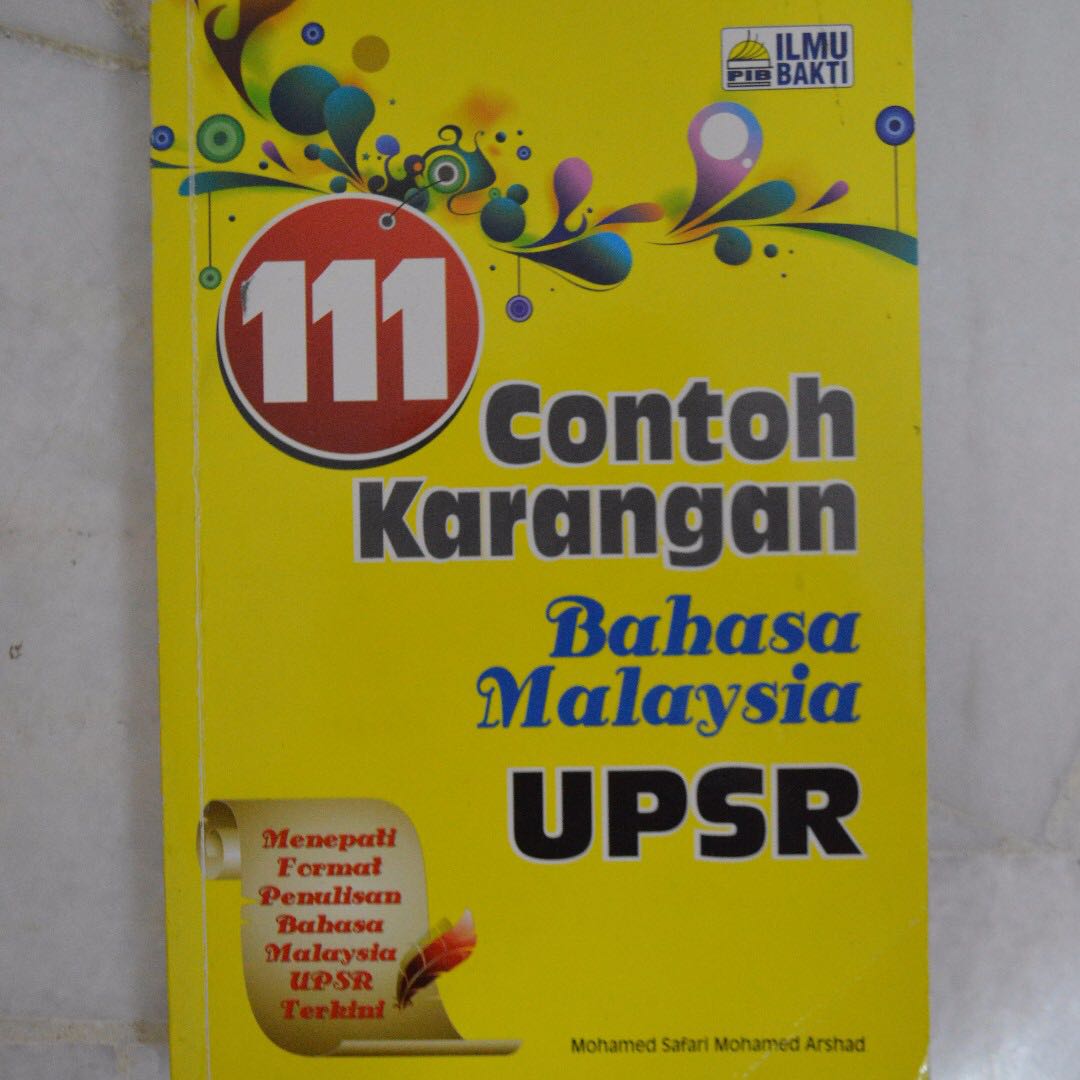 PIB
ILMU
BAKTI
111
Contoh
Karangan
Bahasa
Malaysia
UPSR
Menepati
Format
Penulisan
Bahasa
Malaysia
UPSR
Terkini
Mohamed Safari Mohamed Arshad